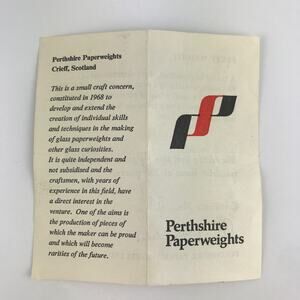 Perthshire Paperweights
Crieff, Scotland
This is a small craft concern,
constituted in 1968 to
develop and extend the
creation of individual skills
and techniques in the making
of glass paperweights and
other glass curiosities.
It is quite independent and
not subsidised and the
craftsmen, with years of
experience in this field, have
a direct interest in the
venture. One of the aims is
the production of pieces of
which the maker can be proud
and which will become
rarities of the future.
Perthshire
Paperweights